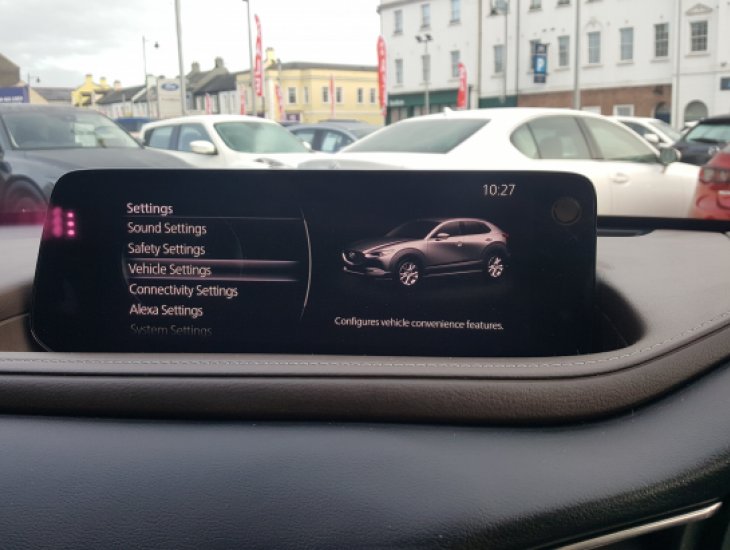 10:27
Settings
Sound Settings
Safety Settings
Vehicle Settings
Connectivity Settings
Alexa Settings
System Settings
Configures vehicle convenience features.
Ford
P